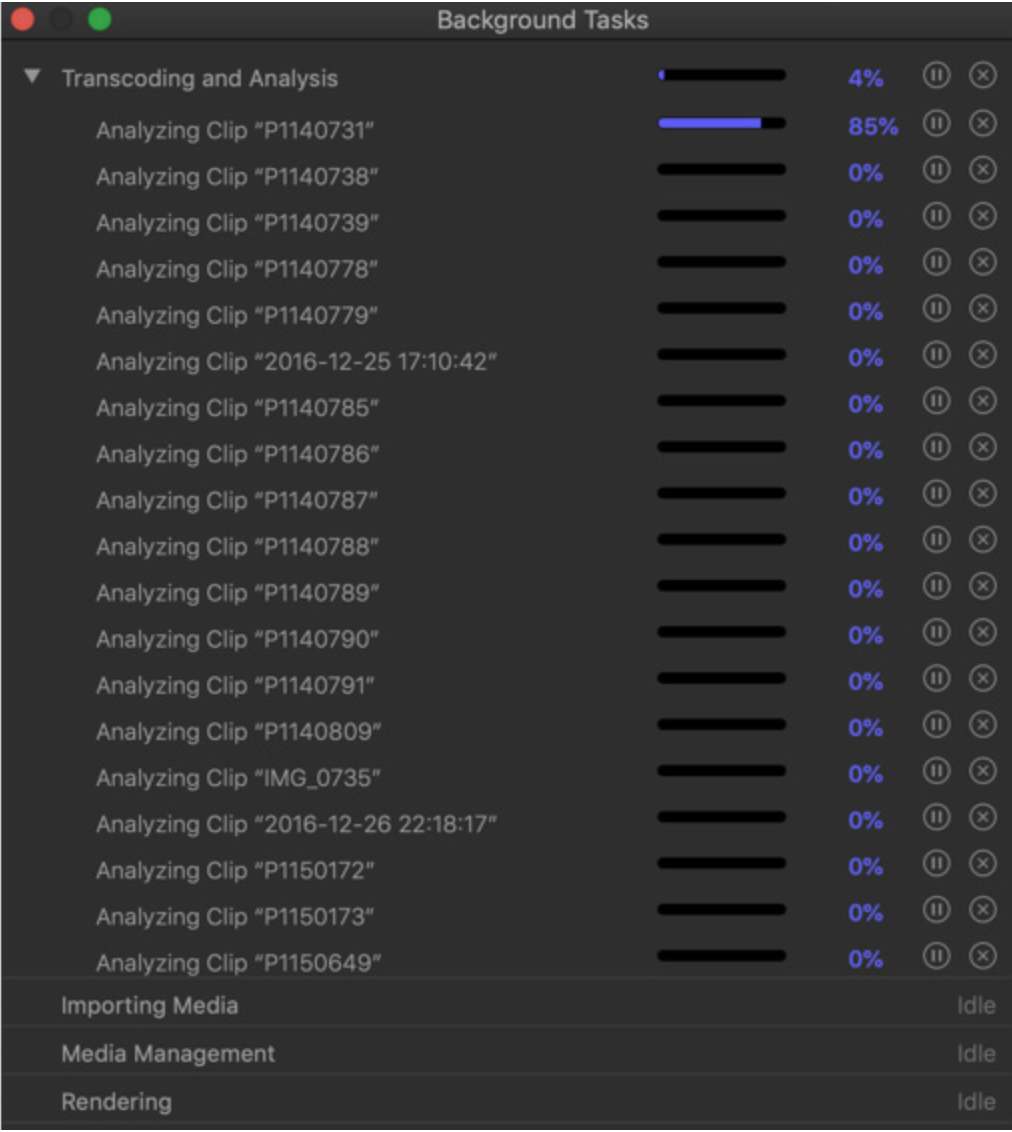 Background Tasks
Transcoding and Analysis 4%
Analyzing Clip “P1140731” 85%
Analyzing Clip “P1140738” 0%
Analyzing Clip “P1140739” 0%
Analyzing Clip “P1140778” 0%
Analyzing Clip “P1140779” 0%
Analyzing Clip “2016-12-25 17:10:42” 0%
Analyzing Clip “P1140785” 0%
Analyzing Clip “P1140786” 0%
Analyzing Clip “P1140787” 0%
Analyzing Clip “P1140788” 0%
Analyzing Clip “P1140789” 0%
Analyzing Clip “P1140790” 0%
Analyzing Clip “P1140791” 0%
Analyzing Clip “P1140809” 0%
Analyzing Clip “IMG_0735” 0%
Analyzing Clip “2016-12-26 22:18:17” 0%
Analyzing Clip “P1150172” 0%
Analyzing Clip “P1150173” 0%
Analyzing Clip “P1150649” 0%
Importing Media Idle
Media Management Idle
Rendering Idle